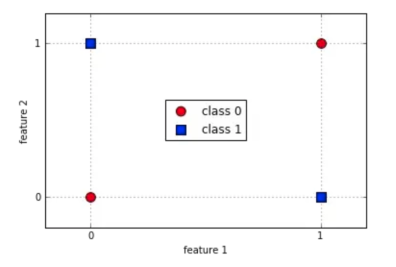 1
feature 2
class 0
class 1
0
0
1
feature 1